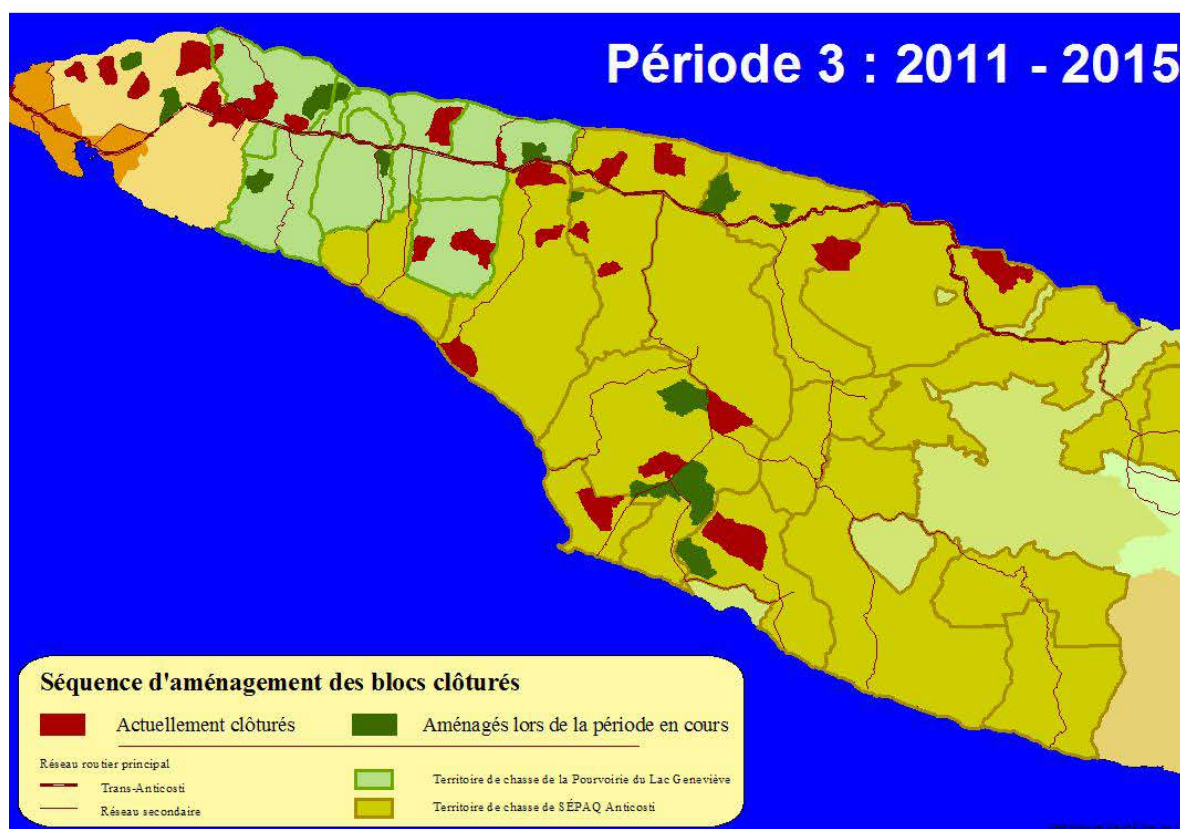 Période 3 : 2011 - 2015
Séquence d'aménagement des blocs clôturés
Actuellement clôturés
Aménagés lors de la période en cours
Réseau routier principal
Trans-Anticosti
Réseau secondaire
Territoire de chasse de la Pourvoirie du Lac Geneviève
Territoire de chasse de SÉPAQ Anticosti